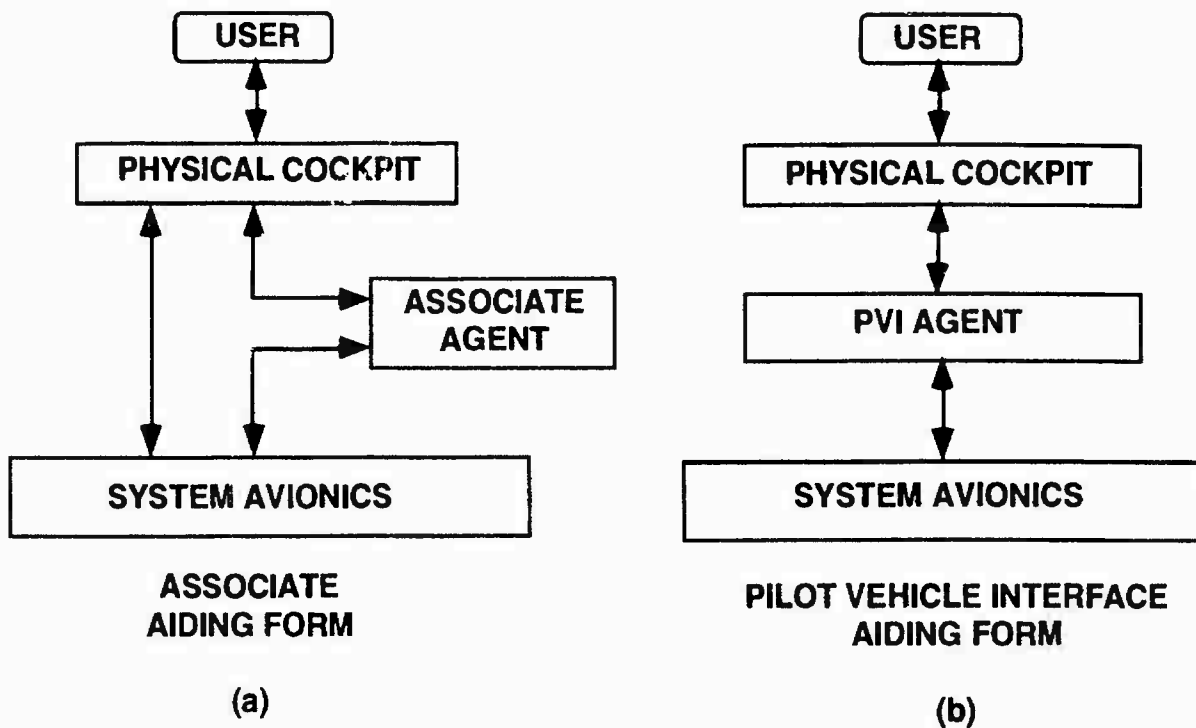 USER
PHYSICAL COCKPIT
ASSOCIATE
AGENT
SYSTEM AVIONICS
ASSOCIATE
AIDING FORM
(a)
USER
PHYSICAL COCKPIT
PVI AGENT
SYSTEM AVIONICS
PILOT VEHICLE INTERFACE
AIDING FORM
(b)